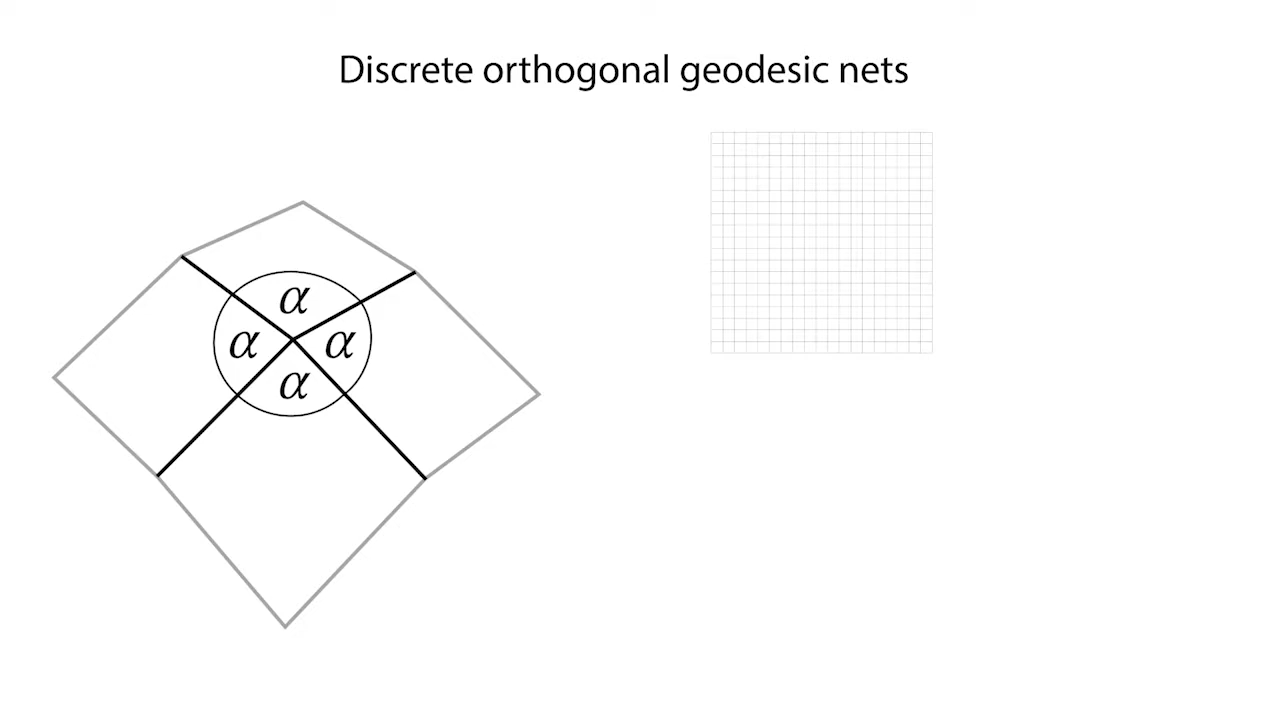 Discrete orthogonal geodesic nets
α
α α
α